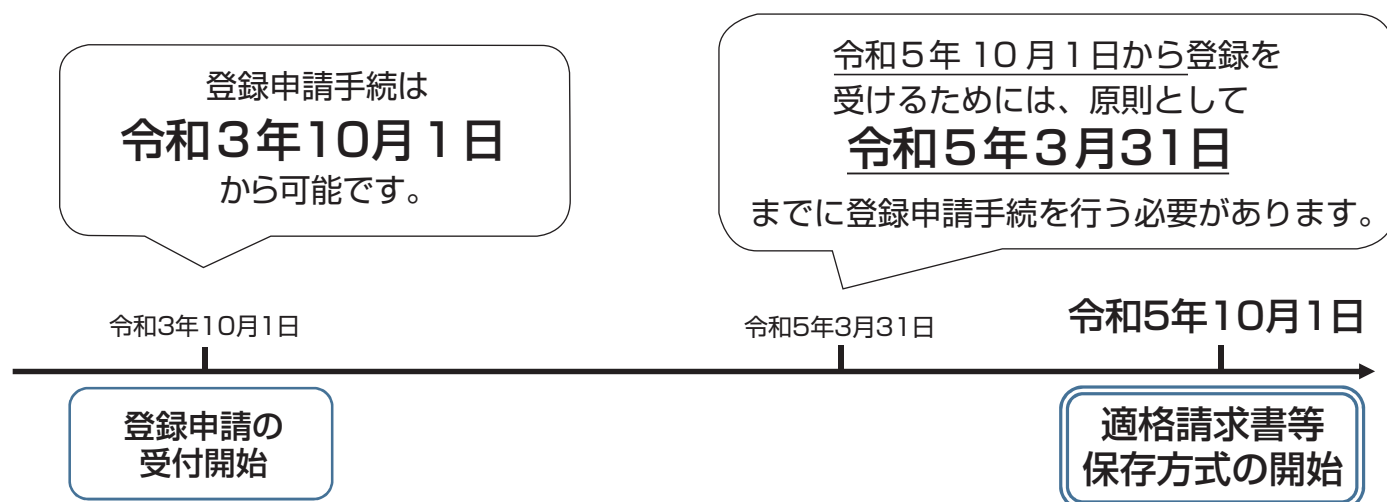 登録申請手続は
令和3年10月1日
から可能です。
令和5年10月1日から登録を
受けるためには、原則として
令和5年3月31日
までに登録申請手続を行う必要があります。
令和3年10月1日
令和5年3月31日
令和5年10月1日
登録申請の
受付開始
適格請求書等
保存方式の開始